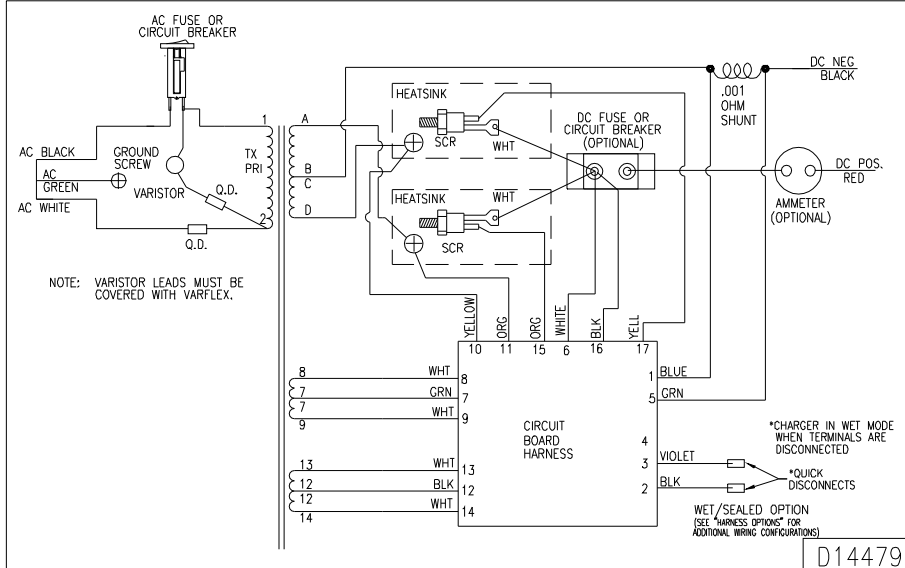 AC FUSE OR
CIRCUIT BREAKER
AC BLACK
AC
GREEN
AC WHITE
GROUND
SCREW
VARISTOR
Q.D.
Q.D.
NOTE: VARISTOR LEADS MUST BE
COVERED WITH VARFLEX.
1
TX
PRI
2
A
B
C
D
HEATSINK
SCR
WHT
HEATSINK
WHT
SCR
DC FUSE OR
CIRCUIT BREAKER
(OPTIONAL)
.001
OHM
SHUNT
DC NEG
BLACK
DC POS.
RED
AMMETER
(OPTIONAL)
YELLOW
ORG
ORG
WHITE
BLK
YELL
10 11 15 6 16 17
8 WHT 8
7 GRN 7
7 WHT 9
9
13 WHT 13
12 BLK 12
12 WHT 14
14
CIRCUIT
BOARD
HARNESS
1 BLUE
5 GRN
4
3 VIOLET
2 BLK
*CHARGER IN WET MODE
WHEN TERMINALS ARE
DISCONNECTED
*QUICK
DISCONNECTS
WET/SEALED OPTION
(SEE "HARNESS OPTIONS" FOR
ADDITIONAL WIRING CONFIGURATIONS)
D14479